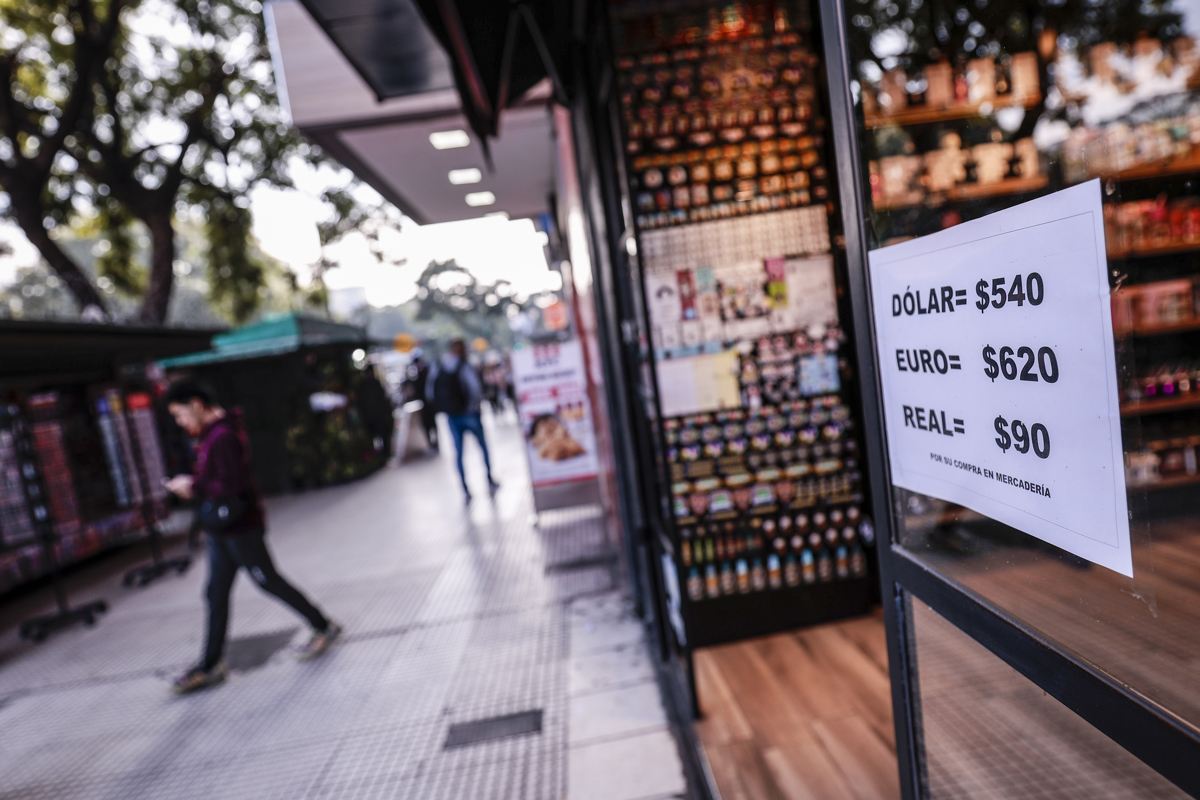 DÓLAR= $540
EURO= $620
REAL= $90
POR SU COMPRA EN MERCADERÍA